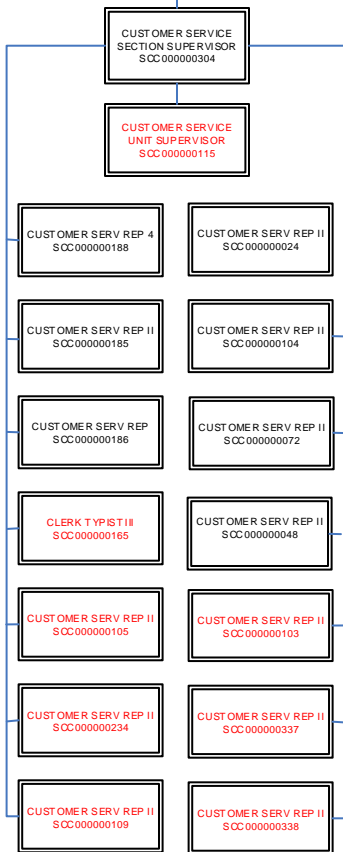 CUSTOMER SERVICE
SECTION SUPERVISOR
SCC000000304
CUSTOMER SERVICE
UNIT SUPERVISOR
SCC000000115
CUSTOMER SERV REP 4
SCC000000188
CUSTOMER SERV REP II
SCC000000024
CUSTOMER SERV REP II
SCC000000185
CUSTOMER SERV REP II
SCC000000104
CUSTOMER SERV REP
SCC000000186
CUSTOMER SERV REP II
SCC000000072
CLERK TYPIST III
SCC000000165
CUSTOMER SERV REP II
SCC000000048
CUSTOMER SERV REP II
SCC000000105
CUSTOMER SERV REP II
SCC000000103
CUSTOMER SERV REP II
SCC000000234
CUSTOMER SERV REP II
SCC000000337
CUSTOMER SERV REP II
SCC000000109
CUSTOMER SERV REP II
SCC000000338